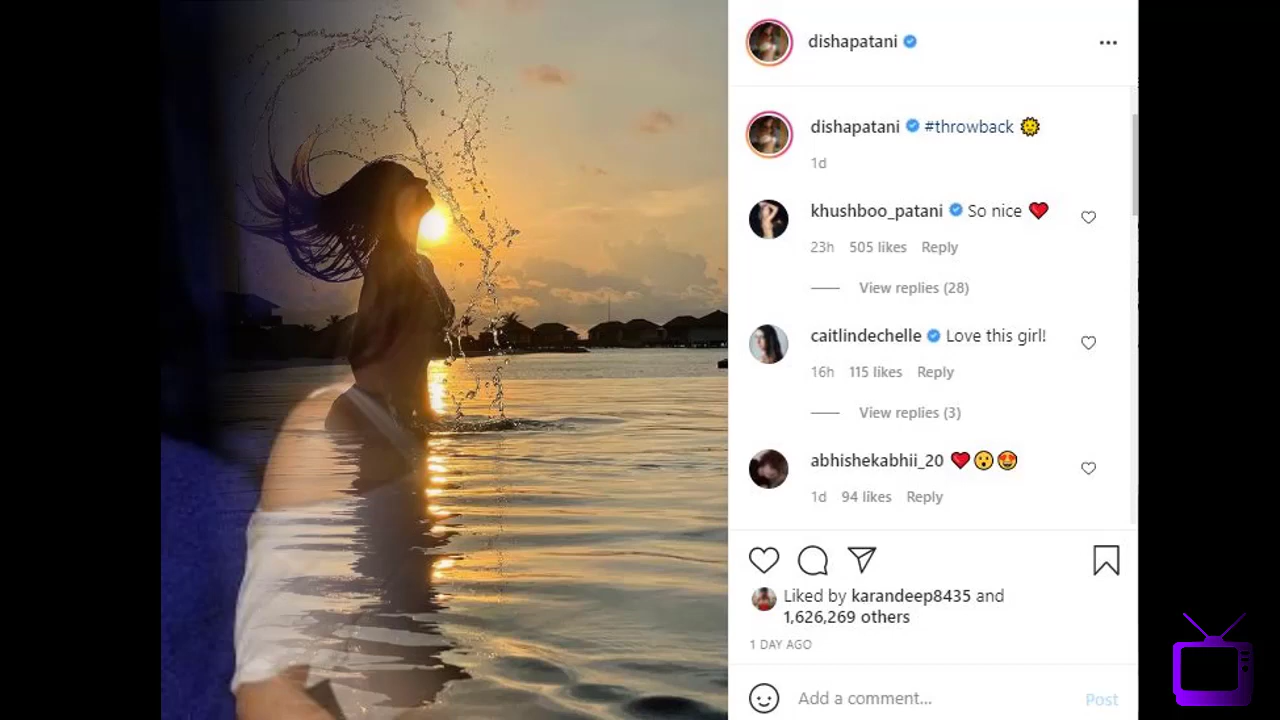 dishapatani
dishapatani #throwback 🌞
1d
khushboo_patani So nice ❤️
23h 505 likes Reply
View replies (28)
caitlindechelle Love this girl!
16h 115 likes Reply
View replies (3)
abhishekabhii_20 ❤️😮😍
1d 94 likes Reply
Liked by karandeep8435 and
1,626,269 others
1 DAY AGO
Add a comment... Post